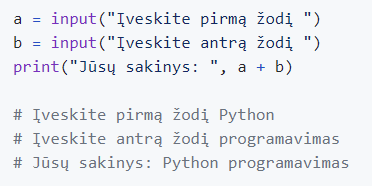 a = input("Įveskite pirmą žodį ")
b = input("Įveskite antrą žodį ")
print("Jūsų sakinys: ", a + b)
# Įveskite pirmą žodį Python
# Įveskite antrą žodį programavimas
# Jūsų sakinys: Python programavimas